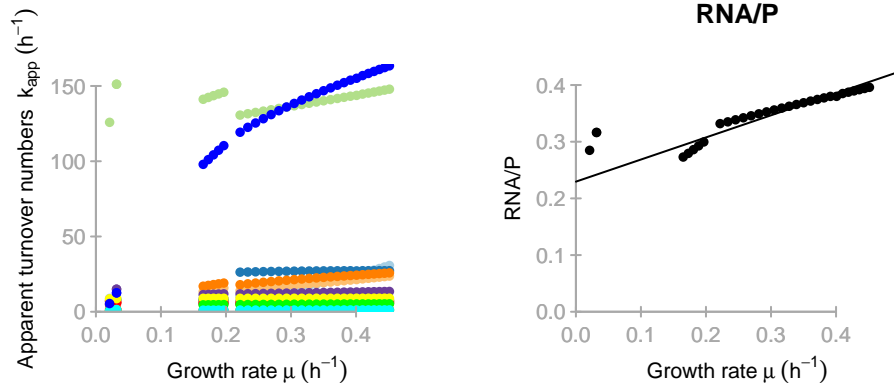 RNA/P
Apparent turnover numbers k_app (h⁻¹)
150
100
50
0
0.0 0.1 0.2 0.3 0.4
Growth rate μ (h⁻¹)
RNA/P
0.4
0.3
0.2
0.1
0.0
0.0 0.1 0.2 0.3 0.4
Growth rate μ (h⁻¹)